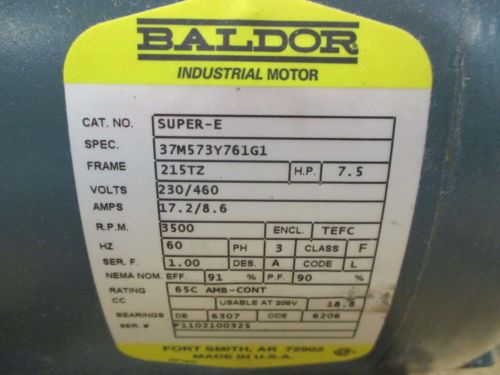 BALDOR
INDUSTRIAL MOTOR
CAT. NO. SUPER-E
SPEC. 37M573Y761G1
FRAME 215TZ H.P. 7.5
VOLTS 230/460
AMPS 17.2/8.6
R.P.M. 3500 ENCL. TEFC
HZ 60 PH 3 CLASS F
SER. F. 1.00 DES. A CODE L
NEMA NOM. EFF. 91 % P.F. 90 %
RATING 65C AMB-CONT
CC USABLE AT 208V 18.8
BEARINGS DE 6307 ODE 6206
SER. # F1102100325
FORT SMITH, AR 72902
MADE IN U.S.A.